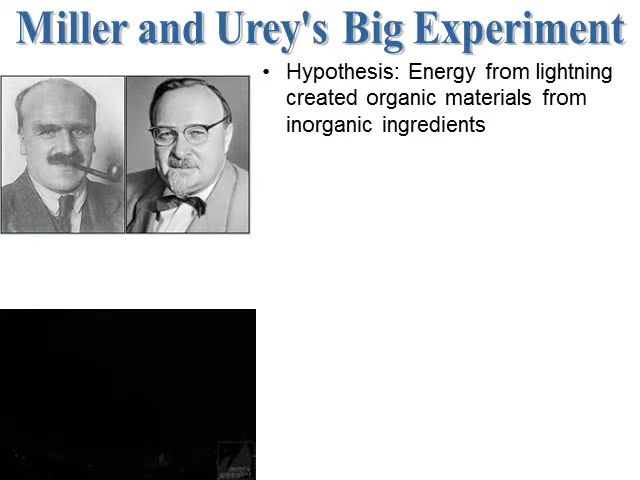 Miller and Urey's Big Experiment
• Hypothesis: Energy from lightning
created organic materials from
inorganic ingredients